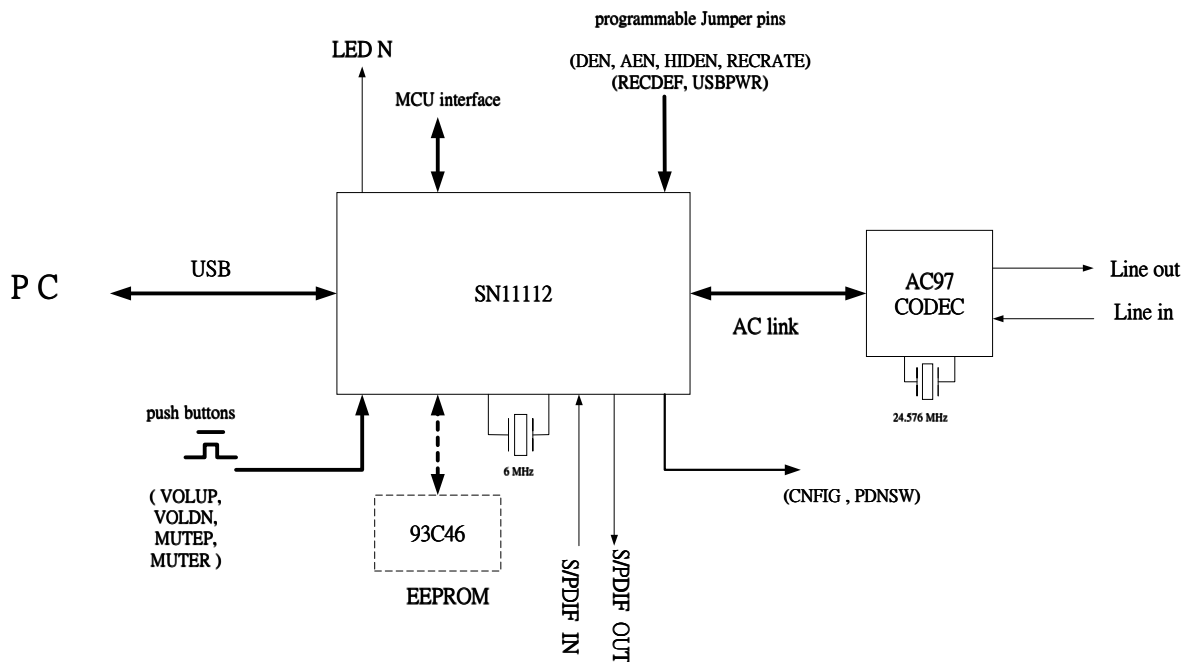 programmable Jumper pins
LED N
(DEN, AEN, HIDEN, RECRATE)
(RECDEF, USBPWR)
MCU interface
P C
USB
SN11112
AC link
AC97
CODEC
Line out
Line in
24.576 MHz
push buttons
( VOLUP,
VOLDN,
MUTEP,
MUTER )
6 MHz
(CNFIG , PDNSW)
93C46
EEPROM
S/PDIF IN
S/PDIF OUT